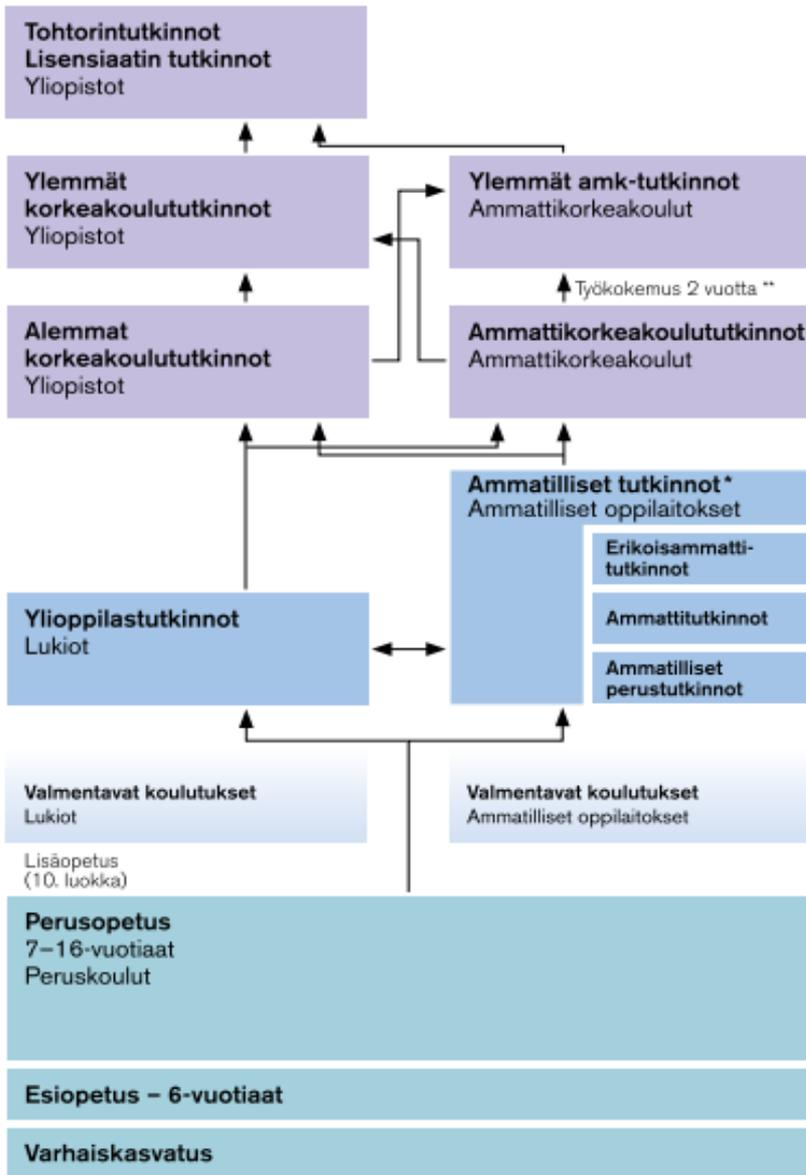 Tohtorintutkinnot
Lisensiaatin tutkinnot
Yliopistot
Ylemmät
korkeakoulututkinnot
Yliopistot
Ylemmät amk-tutkinnot
Ammattikorkeakoulut
Työkokemus 2 vuotta **
Alemmat
korkeakoulututkinnot
Yliopistot
Ammattikorkeakoulututkinnot
Ammattikorkeakoulut
Ammatilliset tutkinnot *
Ammatilliset oppilaitokset
Erikoisammatti-
tutkinnot
Ammattitutkinnot
Ammatilliset
perustutkinnot
Ylioppilastutkinnot
Lukiot
Valmentavat koulutukset
Lukiot
Valmentavat koulutukset
Ammatilliset oppilaitokset
Lisäopetus
(10. luokka)
Perusopetus
7–16-vuotiaat
Peruskoulut
Esiopetus – 6-vuotiaat
Varhaiskasvatus